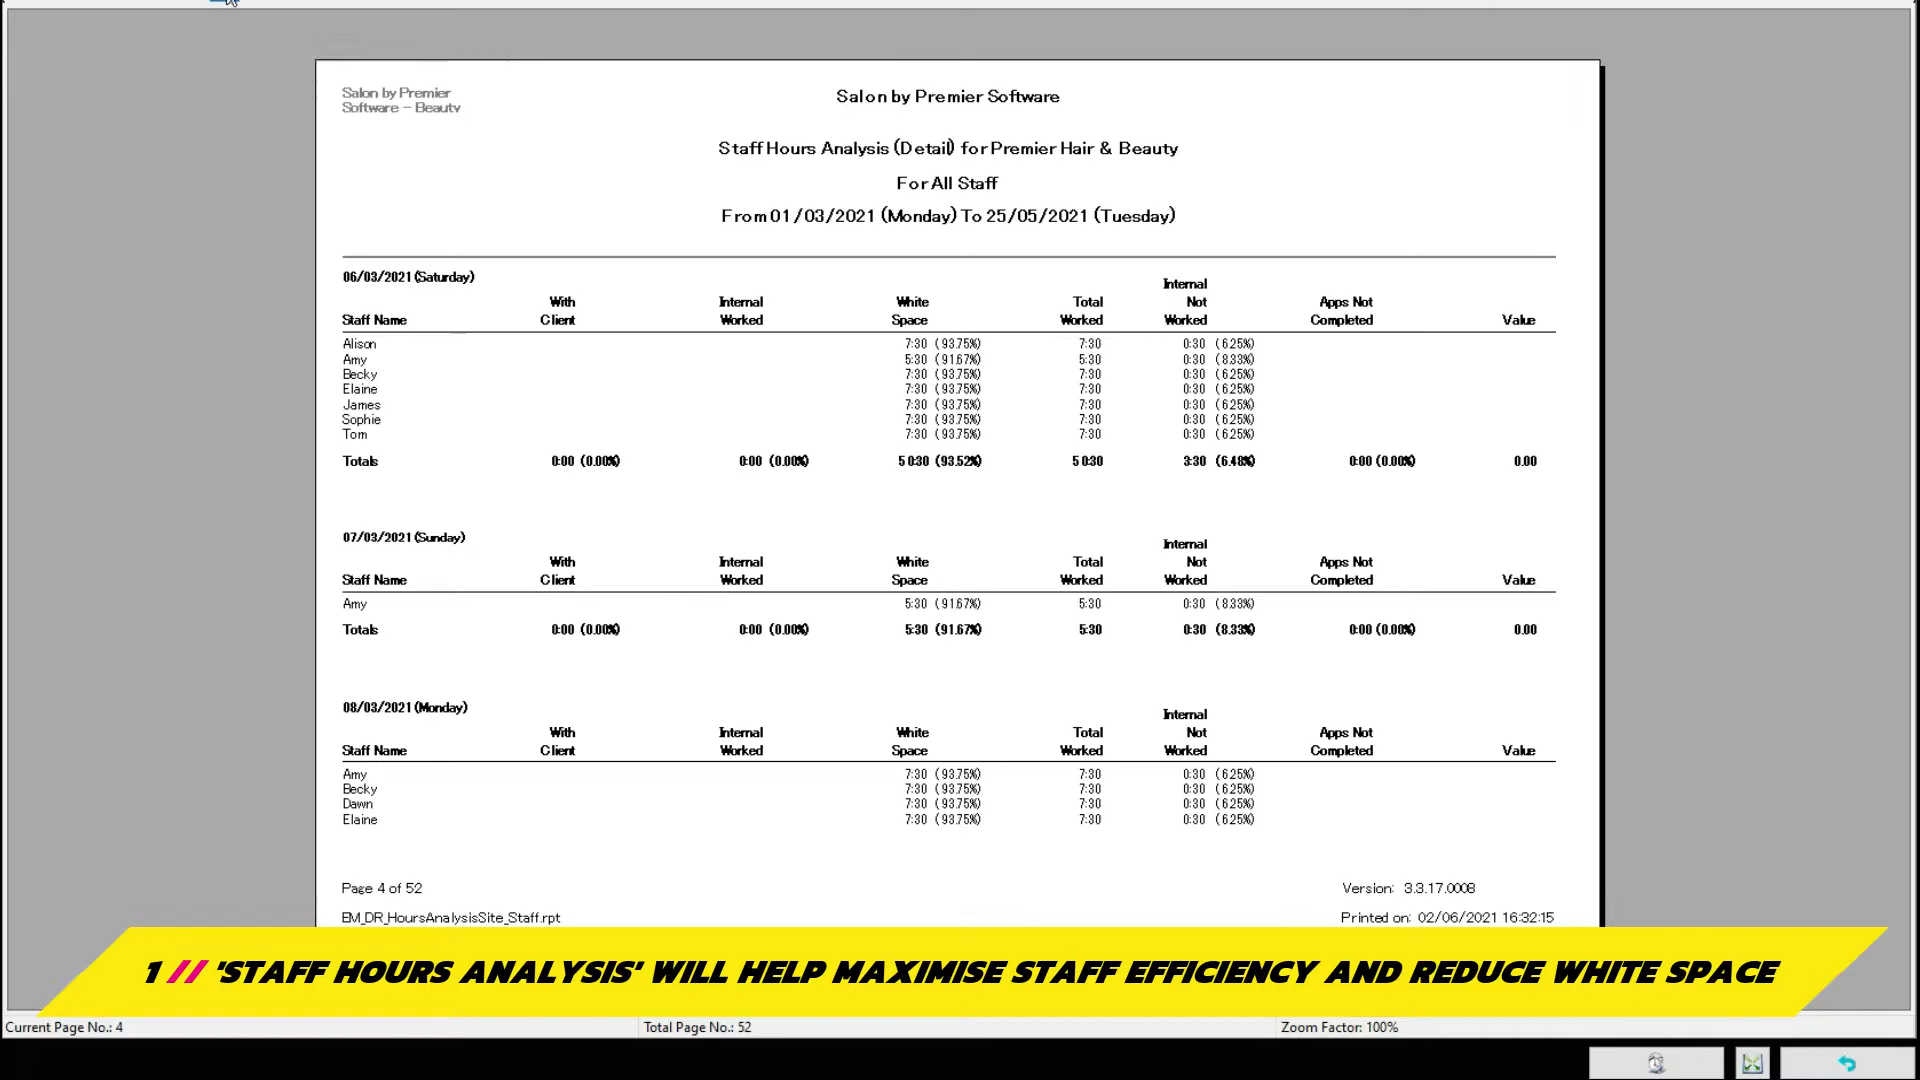 Salon by Premier
Software - Beauty
Salon by Premier Software
Staff Hours Analysis (Detail) for Premier Hair & Beauty
For All Staff
From 01/03/2021 (Monday) To 25/05/2021 (Tuesday)
06/03/2021 (Saturday)
Internal
With Internal White Total Not Apps Not
Staff Name Client Worked Space Worked Worked Completed Value
Alison 7:30 (93.75%) 7:30 0:30 (6.25%)
Amy 5:30 (91.67%) 5:30 0:30 (8.33%)
Becky 7:30 (93.75%) 7:30 0:30 (6.25%)
Elaine 7:30 (93.75%) 7:30 0:30 (6.25%)
James 7:30 (93.75%) 7:30 0:30 (6.25%)
Sophie 7:30 (93.75%) 7:30 0:30 (6.25%)
Tom 7:30 (93.75%) 7:30 0:30 (6.25%)
Totals 0:00 (0.00%) 0:00 (0.00%) 50:30 (93.52%) 50:30 3:30 (6.48%) 0:00 (0.00%) 0.00
07/03/2021 (Sunday)
Internal
With Internal White Total Not Apps Not
Staff Name Client Worked Space Worked Worked Completed Value
Amy 5:30 (91.67%) 5:30 0:30 (8.33%)
Totals 0:00 (0.00%) 0:00 (0.00%) 5:30 (91.67%) 5:30 0:30 (8.33%) 0:00 (0.00%) 0.00
08/03/2021 (Monday)
Internal
With Internal White Total Not Apps Not
Staff Name Client Worked Space Worked Worked Completed Value
Amy 7:30 (93.75%) 7:30 0:30 (6.25%)
Becky 7:30 (93.75%) 7:30 0:30 (6.25%)
Dawn 7:30 (93.75%) 7:30 0:30 (6.25%)
Elaine 7:30 (93.75%) 7:30 0:30 (6.25%)
Page 4 of 52 Version: 3.3.17.0008
EM_DR_HoursAnalysisSite_Staff.rpt Printed on: 02/06/2021 16:32:15
1 // 'STAFF HOURS ANALYSIS' WILL HELP MAXIMISE STAFF EFFICIENCY AND REDUCE WHITE SPACE
Current Page No.: 4 Total Page No.: 52 Zoom Factor: 100%